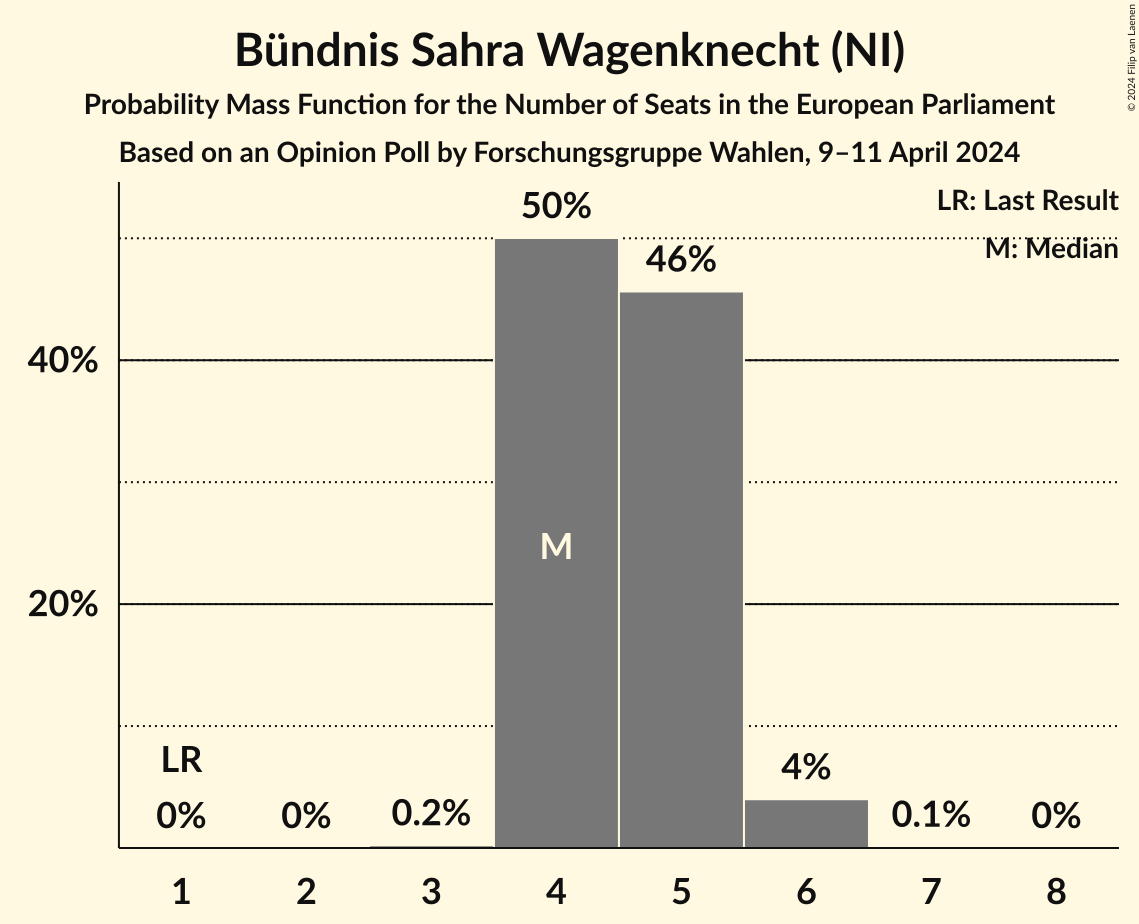 Bündnis Sahra Wagenknecht (NI)
Probability Mass Function for the Number of Seats in the European Parliament
Based on an Opinion Poll by Forschungsgruppe Wahlen, 9–11 April 2024
© 2024 Filip van Laenen
LR: Last Result
M: Median
50%
46%
40%
M
20%
LR
0%
0%
0.2%
4%
0.1%
0%
1 2 3 4 5 6 7 8